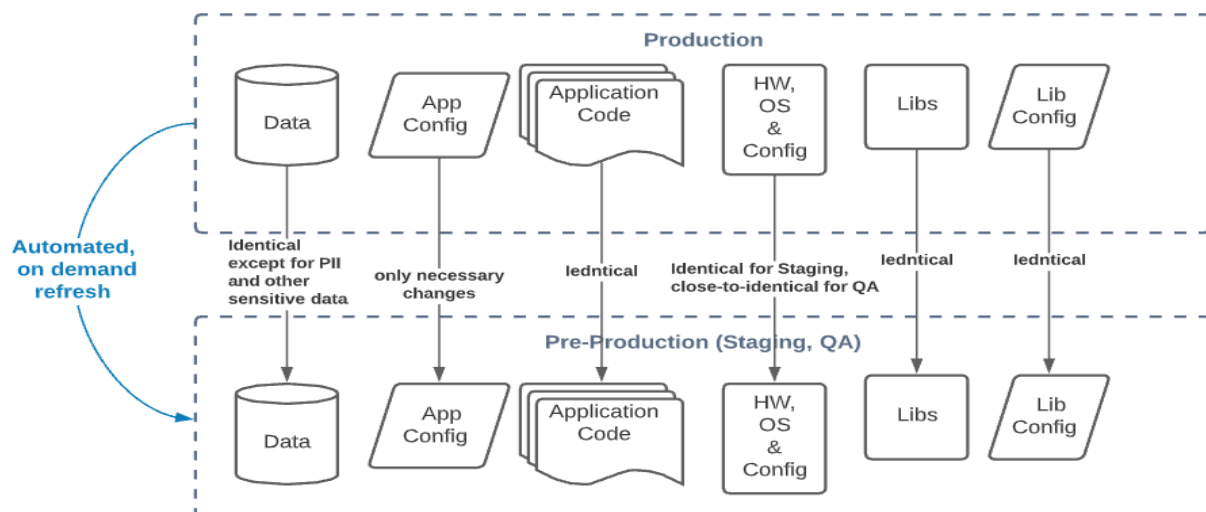 Production
Data
App
Config
Application
Code
HW,
OS
&
Config
Libs
Lib
Config
Automated,
on demand
refresh
Identical
except for PII
and other
sensitive data
only necessary
changes
Iedntical
Identical for Staging,
close-to-identical for QA
Iedntical
Iedntical
Pre-Production (Staging, QA)
Data
App
Config
Application
Code
HW,
OS
&
Config
Libs
Lib
Config